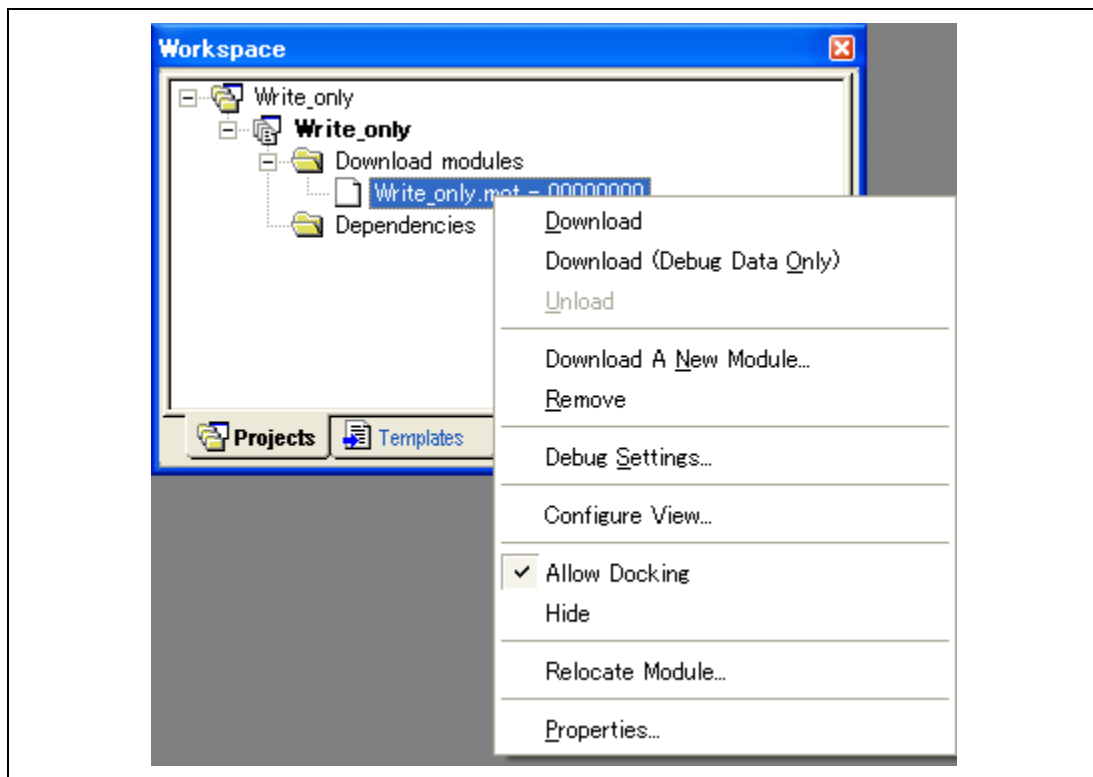 Workspace
Write_only
Write_only
Download modules
Write_only.mot - 00000000
Dependencies
Projects
Templates
Download
Download (Debug Data Only)
Unload
Download A New Module...
Remove
Debug Settings...
Configure View...
Allow Docking
Hide
Relocate Module...
Properties...